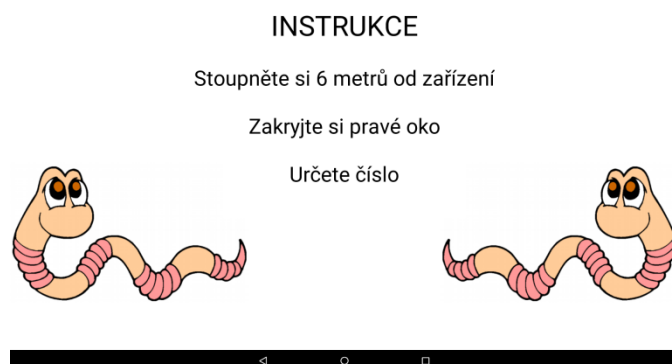 INSTRUKCE
Stoupněte si 6 metrů od zařízení
Zakryjte si pravé oko
Určete číslo